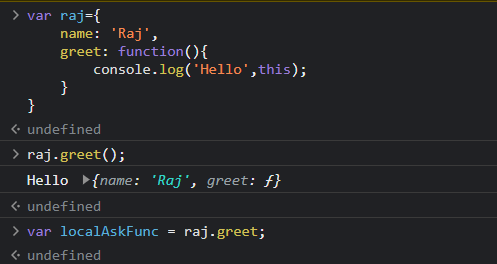 > var raj={
name: 'Raj',
greet: function(){
console.log('Hello',this);
}
}
<· undefined
> raj.greet();
Hello ▶{name: 'Raj', greet: ƒ}
<· undefined
> var localAskFunc = raj.greet;
<· undefined